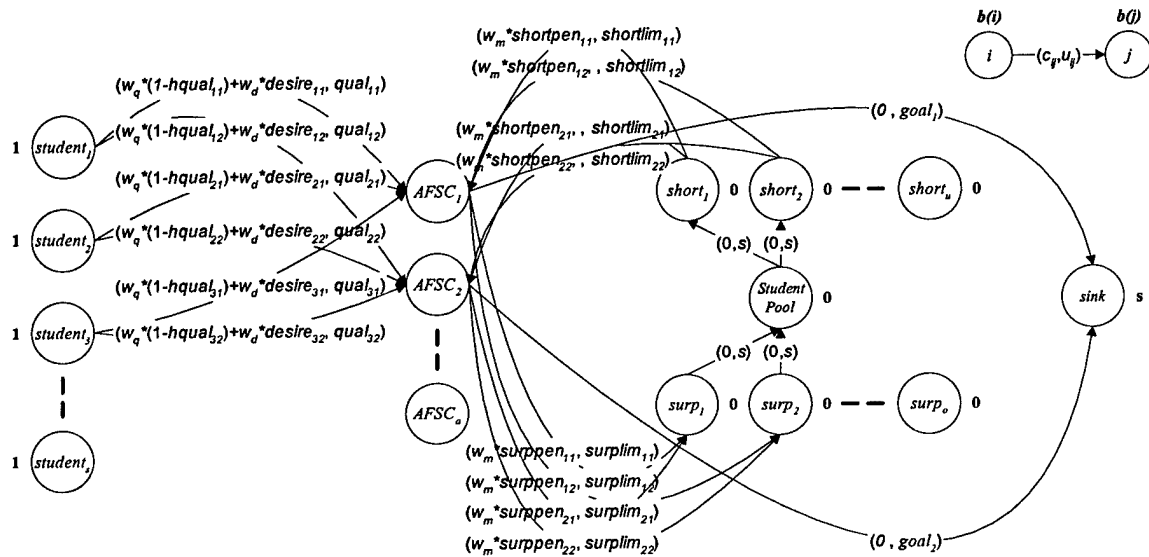 b(i) b(j)
i (c_ij, u_ij) j
(w_m*shortpen_11, shortlim_11)
(w_m*shortpen_12, , shortlim_12)
(w_q*(1-hqual_11)+w_d*desire_11, qual_11)
(0, goal_1)
(w_q*(1-hqual_12)+w_d*desire_12, qual_12)
(w_m*shortpen_21, , shortlim_21)
1 student_1
(w_m*shortpen_22, , shortlim_22)
(w_q*(1-hqual_21)+w_d*desire_21, qual_21)
AFSC_1
short_1 0 short_2 0 short_u 0
1 student_2
(w_q*(1-hqual_22)+w_d*desire_22, qual_22)
(0,s) (0,s)
(w_q*(1-hqual_31)+w_d*desire_31, qual_31)
AFSC_2
Student
Pool 0
sink s
1 student_3
(w_q*(1-hqual_32)+w_d*desire_32, qual_32)
(0,s) (0,s)
AFSC_a
surp_1 0 surp_2 0 surp_o 0
1 student_s
(w_m*surppen_11, surplim_11)
(w_m*surppen_12, surplim_12)
(w_m*surppen_21, surplim_21)
(w_m*surppen_22, surplim_22)
(0, goal_2)